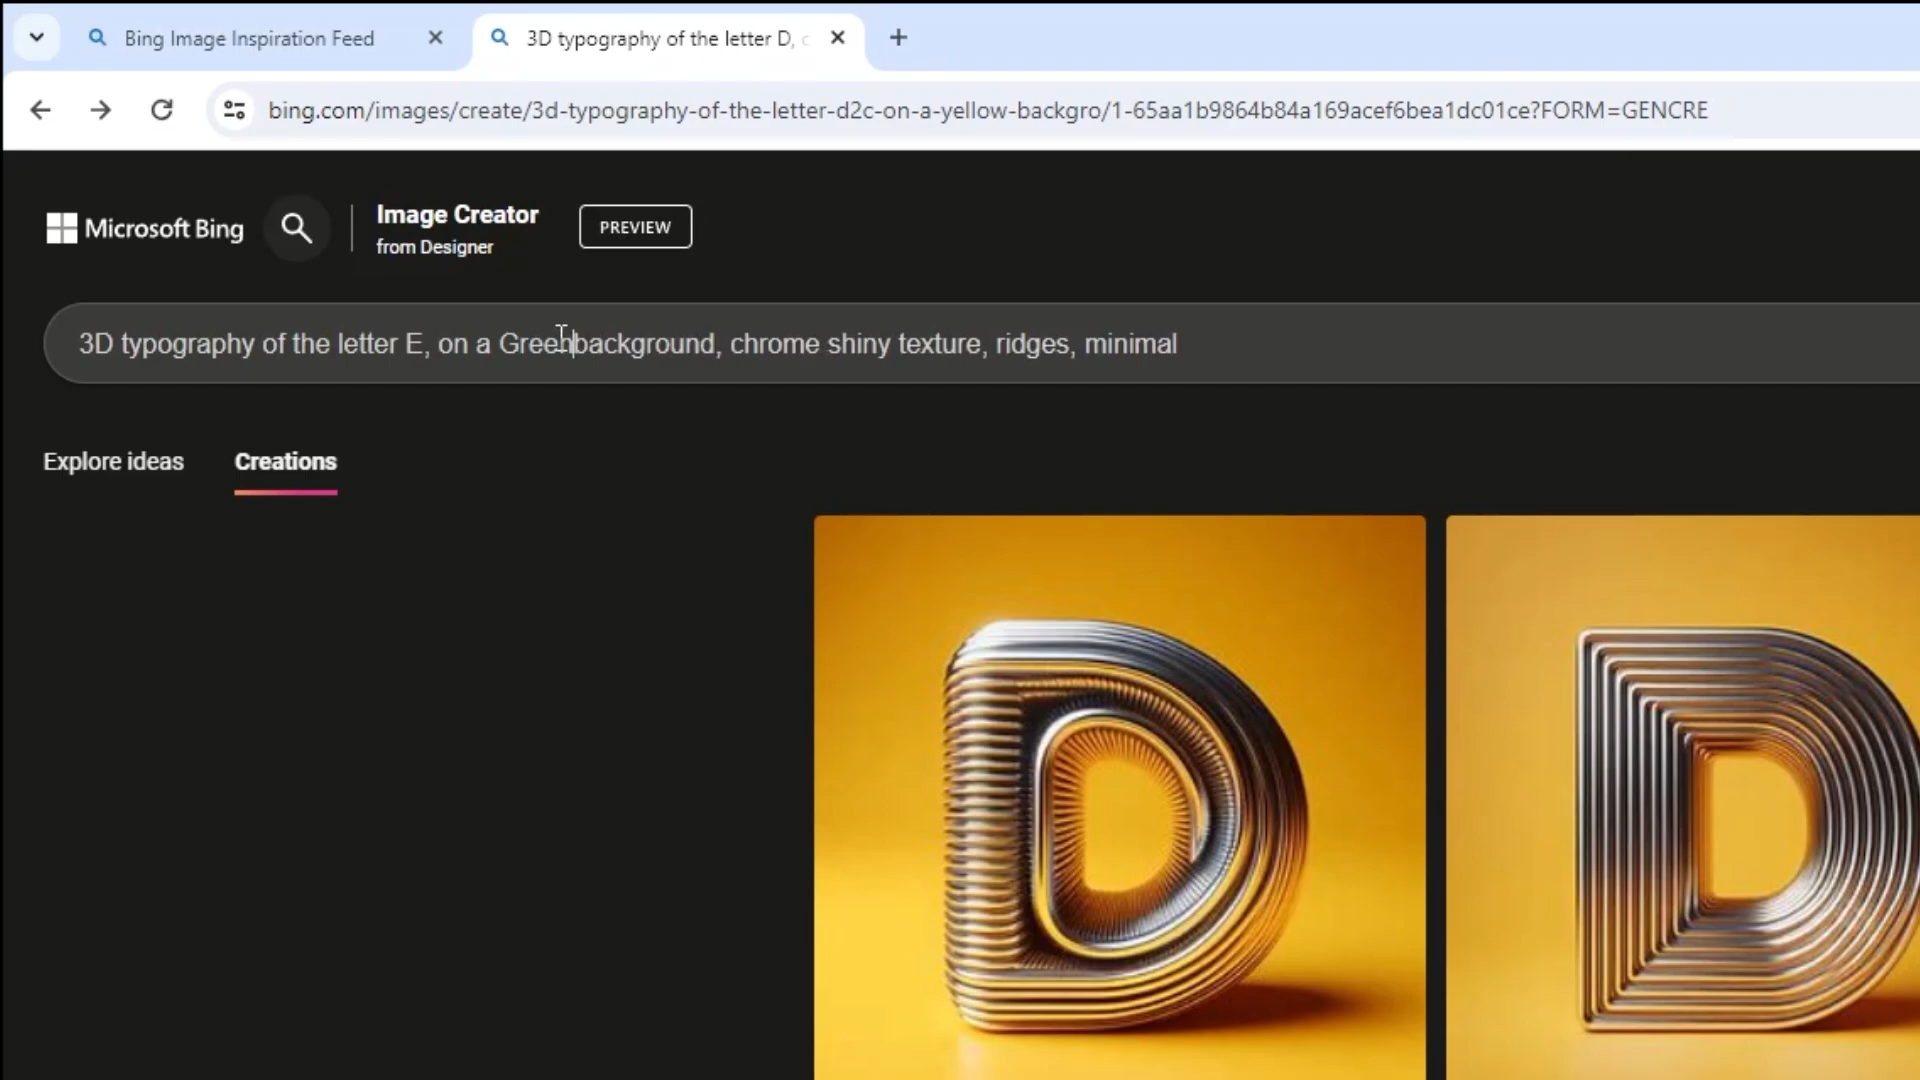 Bing Image Inspiration Feed
3D typography of the letter D,
bing.com/images/create/3d-typography-of-the-letter-d2c-on-a-yellow-backgro/1-65aa1b9864b84a169acef6bea1dc01ce?FORM=GENCRE
Microsoft Bing
Image Creator
from Designer
PREVIEW
3D typography of the letter E, on a Greenbackground, chrome shiny texture, ridges, minimal
Explore ideas
Creations
D
D